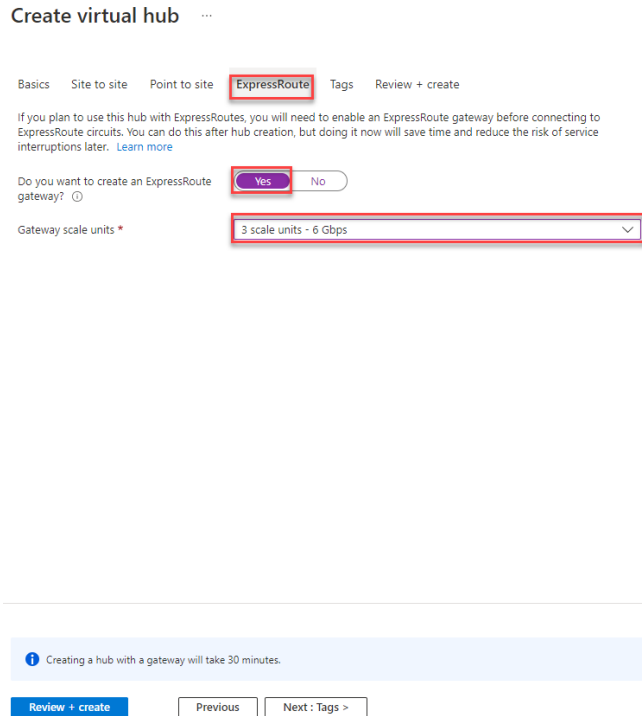 Create virtual hub ...
Basics Site to site Point to site ExpressRoute Tags Review + create
If you plan to use this hub with ExpressRoutes, you will need to enable an ExpressRoute gateway before connecting to
ExpressRoute circuits. You can do this after hub creation, but doing it now will save time and reduce the risk of service
interruptions later. Learn more
Do you want to create an ExpressRoute
gateway?
Yes No
Gateway scale units *
3 scale units - 6 Gbps
Creating a hub with a gateway will take 30 minutes.
Review + create Previous Next : Tags >